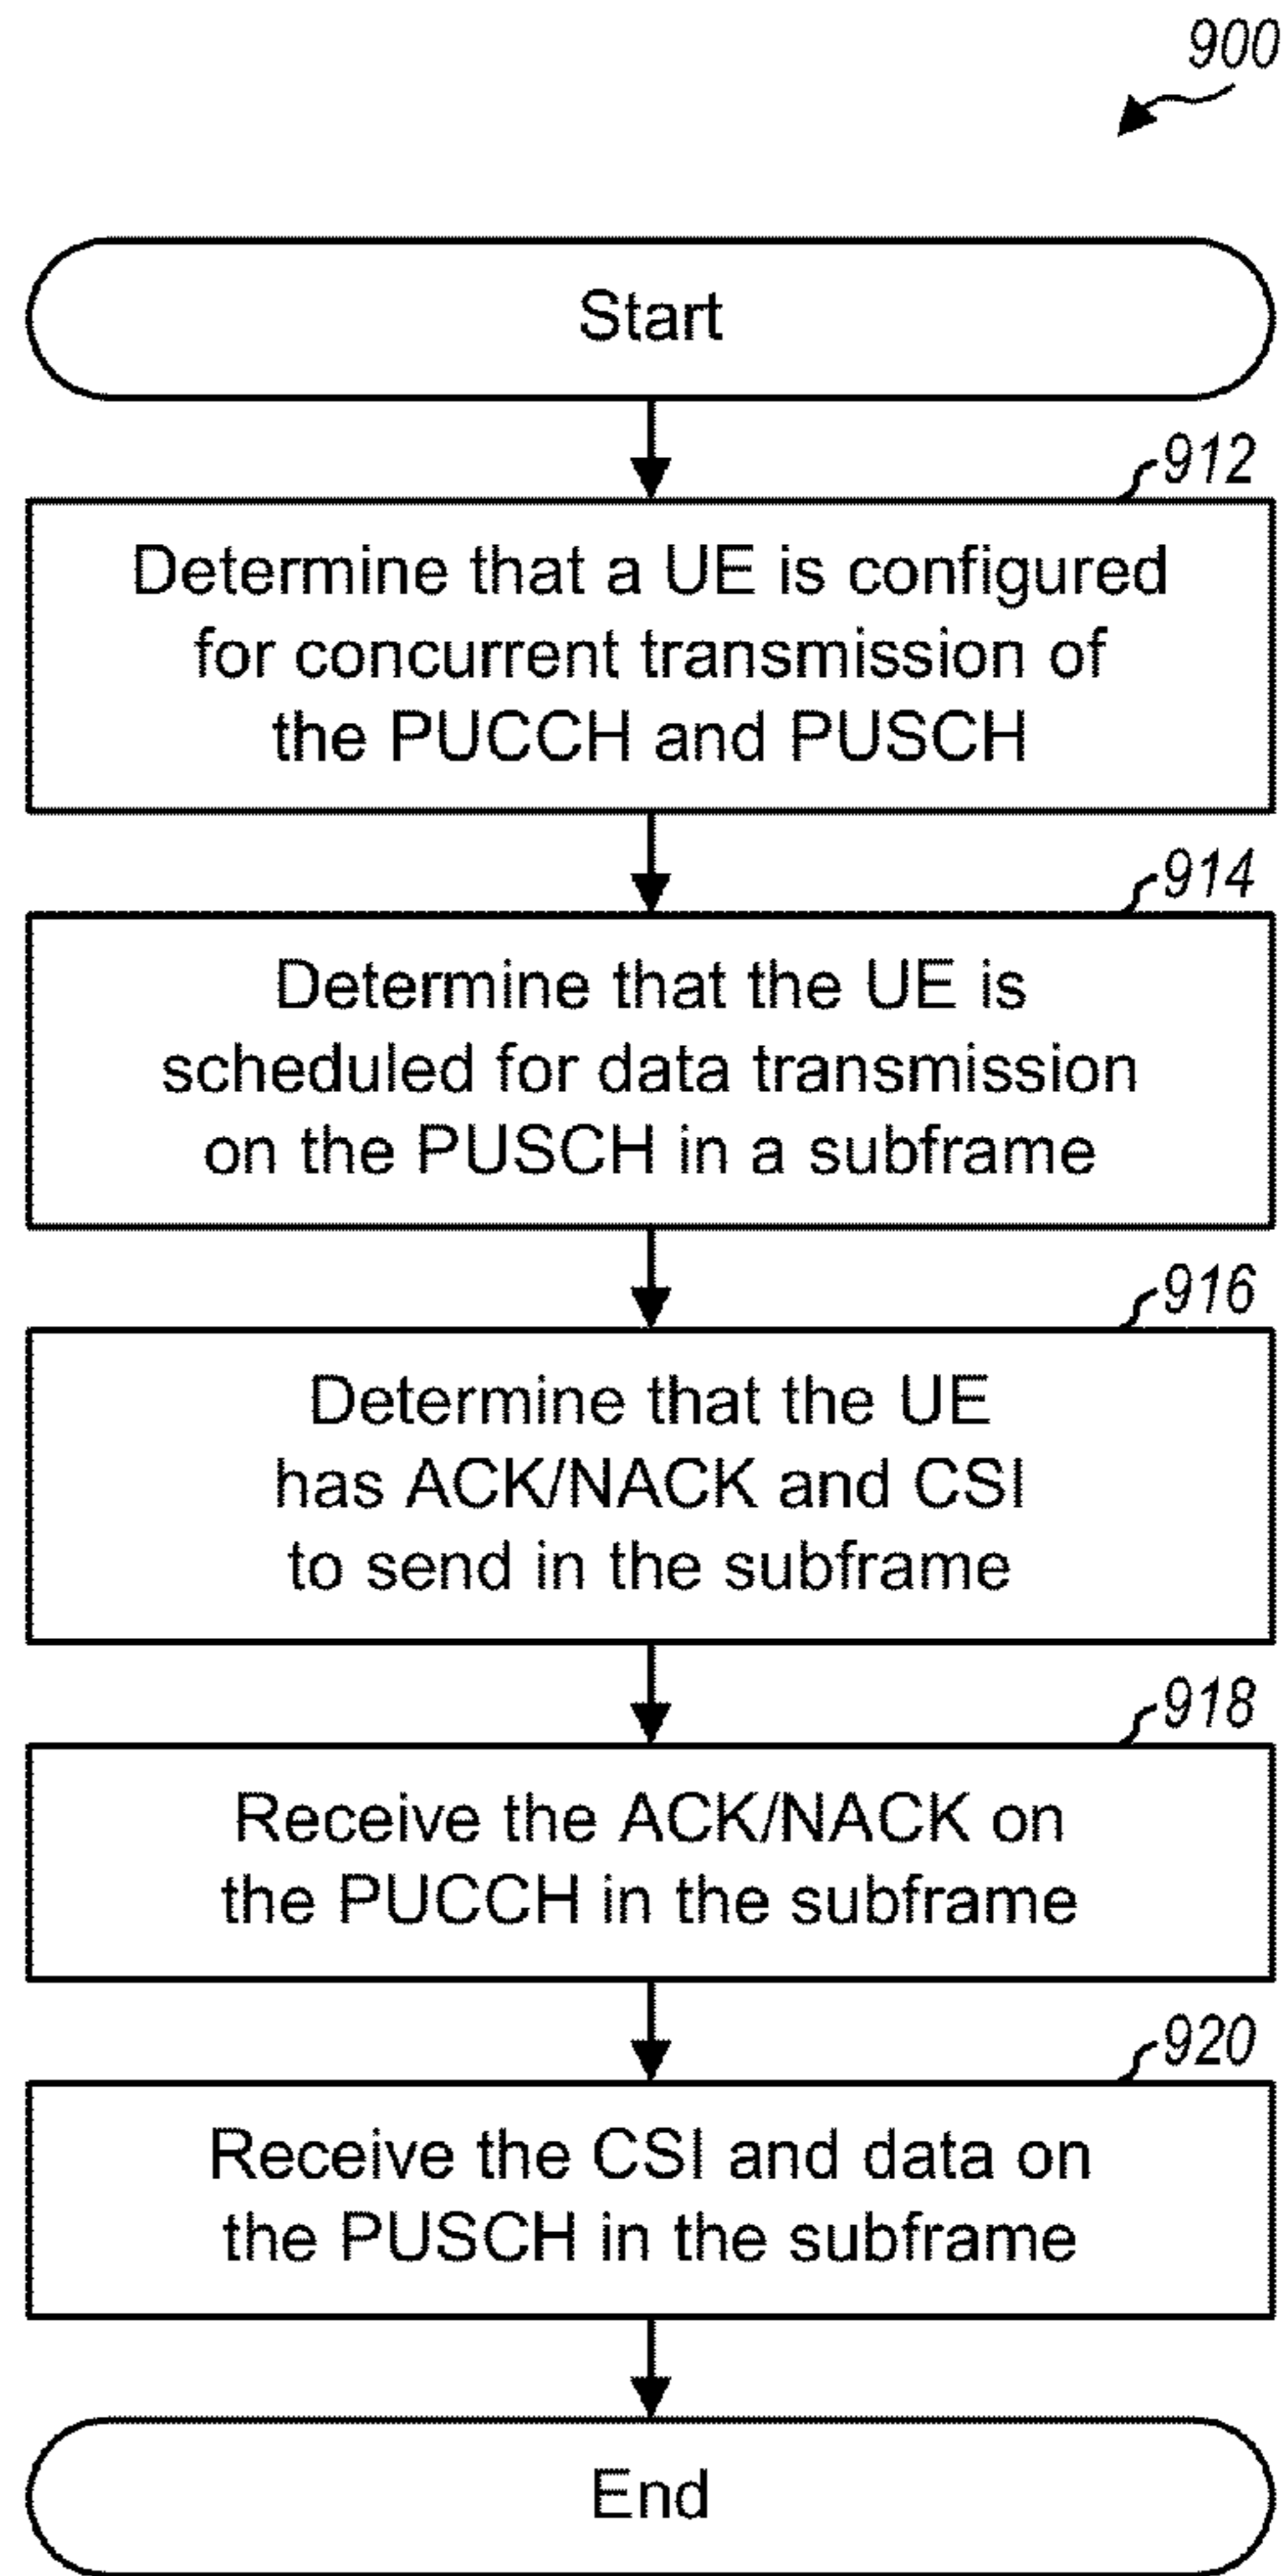 900
Start
912
Determine that a UE is configured
for concurrent transmission of
the PUCCH and PUSCH
914
Determine that the UE is
scheduled for data transmission
on the PUSCH in a subframe
916
Determine that the UE
has ACK/NACK and CSI
to send in the subframe
918
Receive the ACK/NACK on
the PUCCH in the subframe
920
Receive the CSI and data on
the PUSCH in the subframe
End